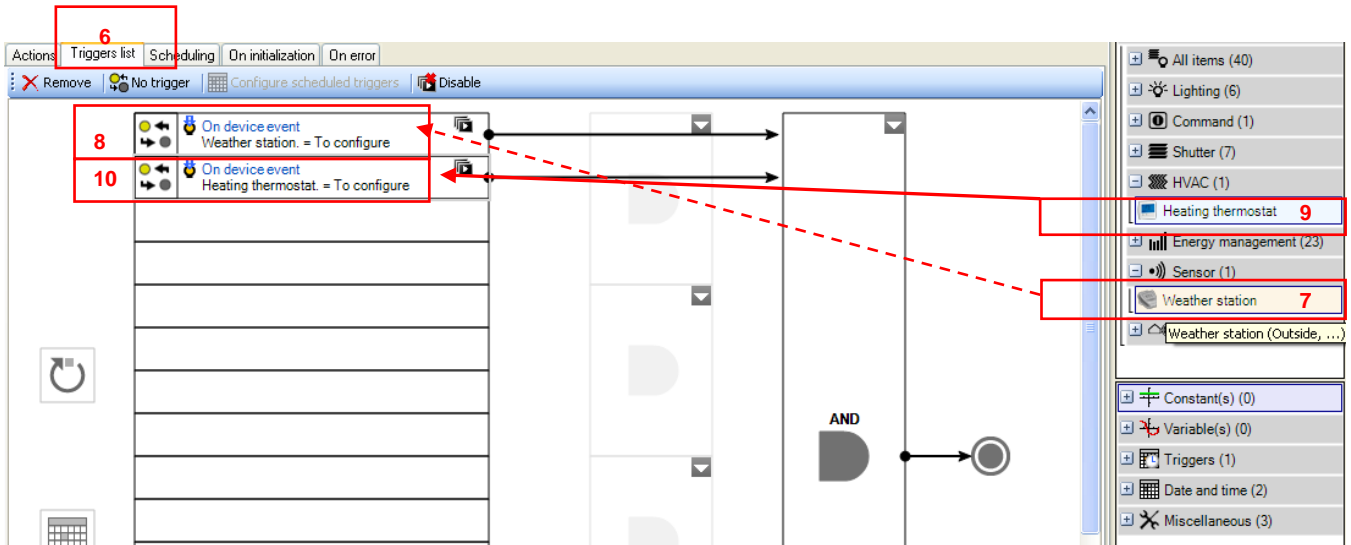 6
Actions Triggers list Scheduling On initialization On error
Remove No trigger Configure scheduled triggers Disable
8
On device event
Weather station. = To configure
10
On device event
Heating thermostat. = To configure
AND
All items (40)
Lighting (6)
Command (1)
Shutter (7)
HVAC (1)
Heating thermostat 9
Energy management (23)
Sensor (1)
Weather station 7
Weather station (Outside, ...)
Constant(s) (0)
Variable(s) (0)
Triggers (1)
Date and time (2)
Miscellaneous (3)